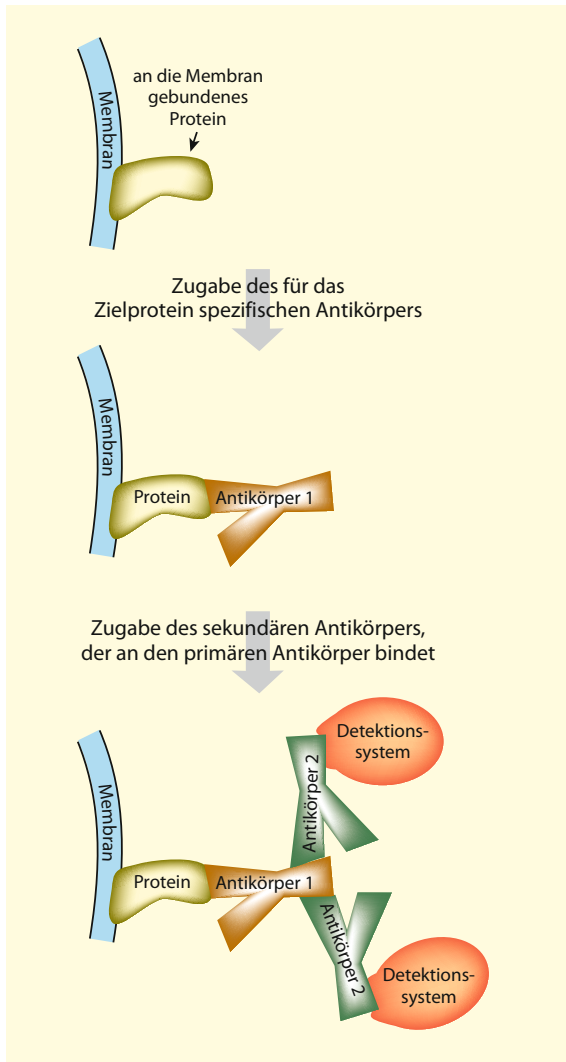 an die Membran
gebundenes
Protein
Membran
Zugabe des für das
Zielprotein spezifischen Antikörpers
Membran
Protein
Antikörper 1
Zugabe des sekundären Antikörpers,
der an den primären Antikörper bindet
Detektions-
system
Antikörper 2
Membran
Protein
Antikörper 1
Antikörper 2
Detektions-
system